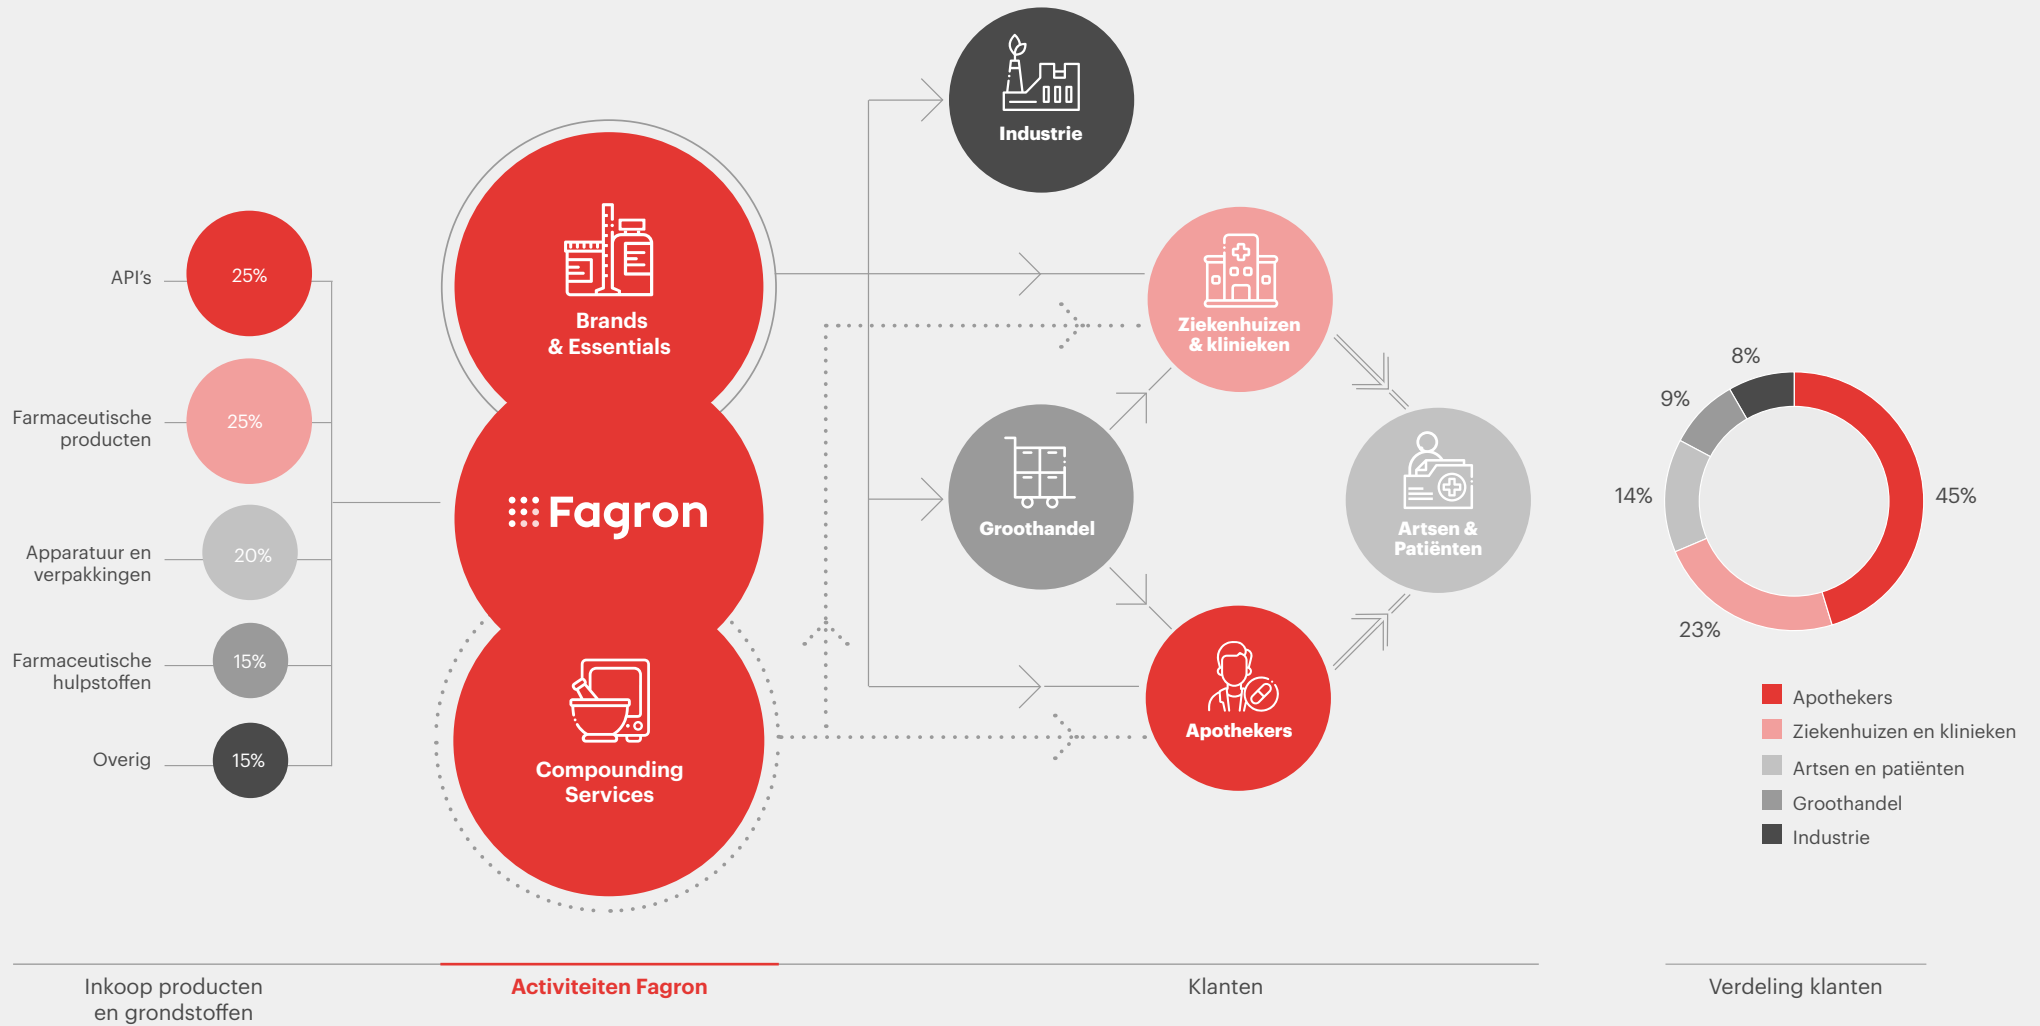 API's
25%
Farmaceutische
producten
25%
Apparatuur en
verpakkingen
20%
Farmaceutische
hulpstoffen
15%
Overig
15%
Inkoop producten
en grondstoffen
Brands
& Essentials
Fagron
Compounding
Services
Activiteiten Fagron
Industrie
Ziekenhuizen
& klinieken
Groothandel
Artsen &
Patiënten
Apothekers
Klanten
8%
9%
14%
45%
23%
Apothekers
Ziekenhuizen en klinieken
Artsen en patiënten
Groothandel
Industrie
Verdeling klanten